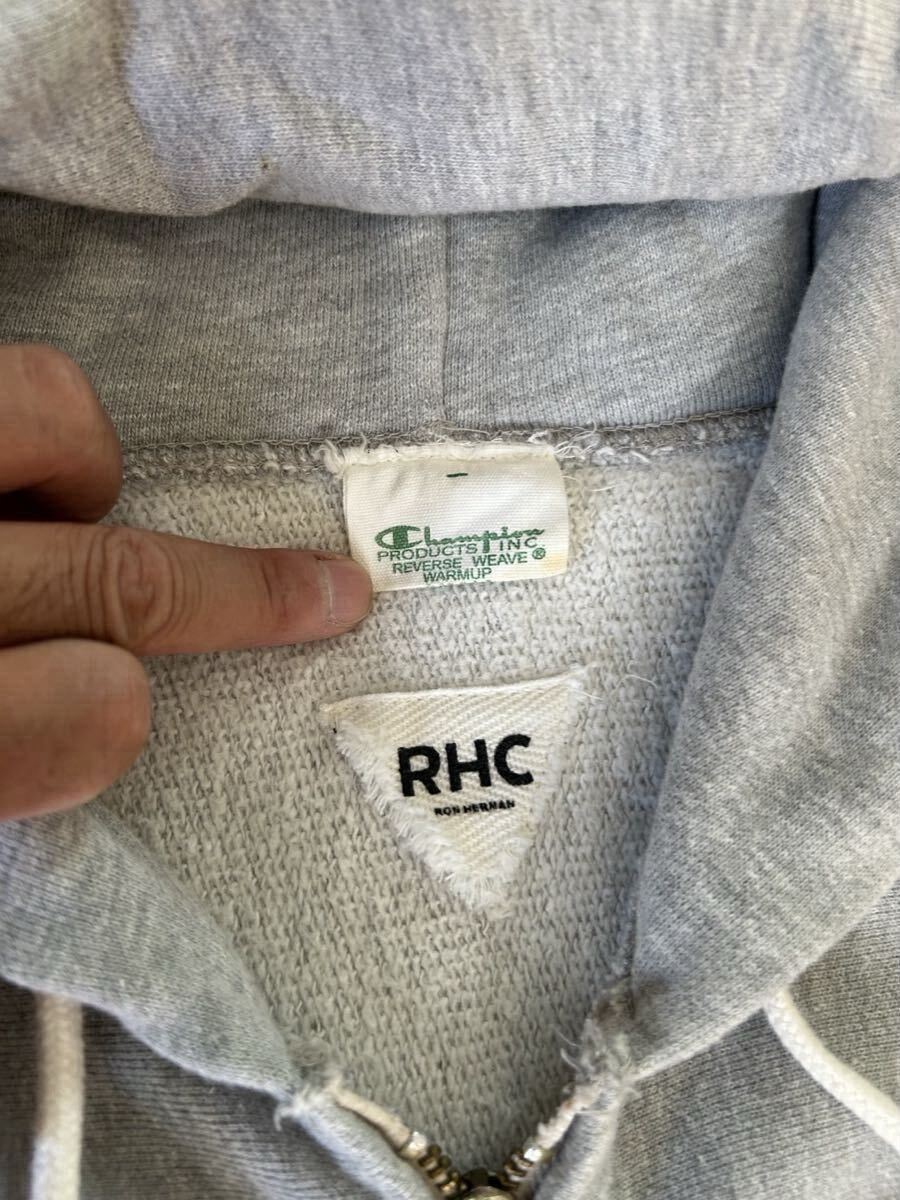 Champion
PRODUCTS INC
REVERSE WEAVE ®
WARMUP
RHC
RON HERMAN